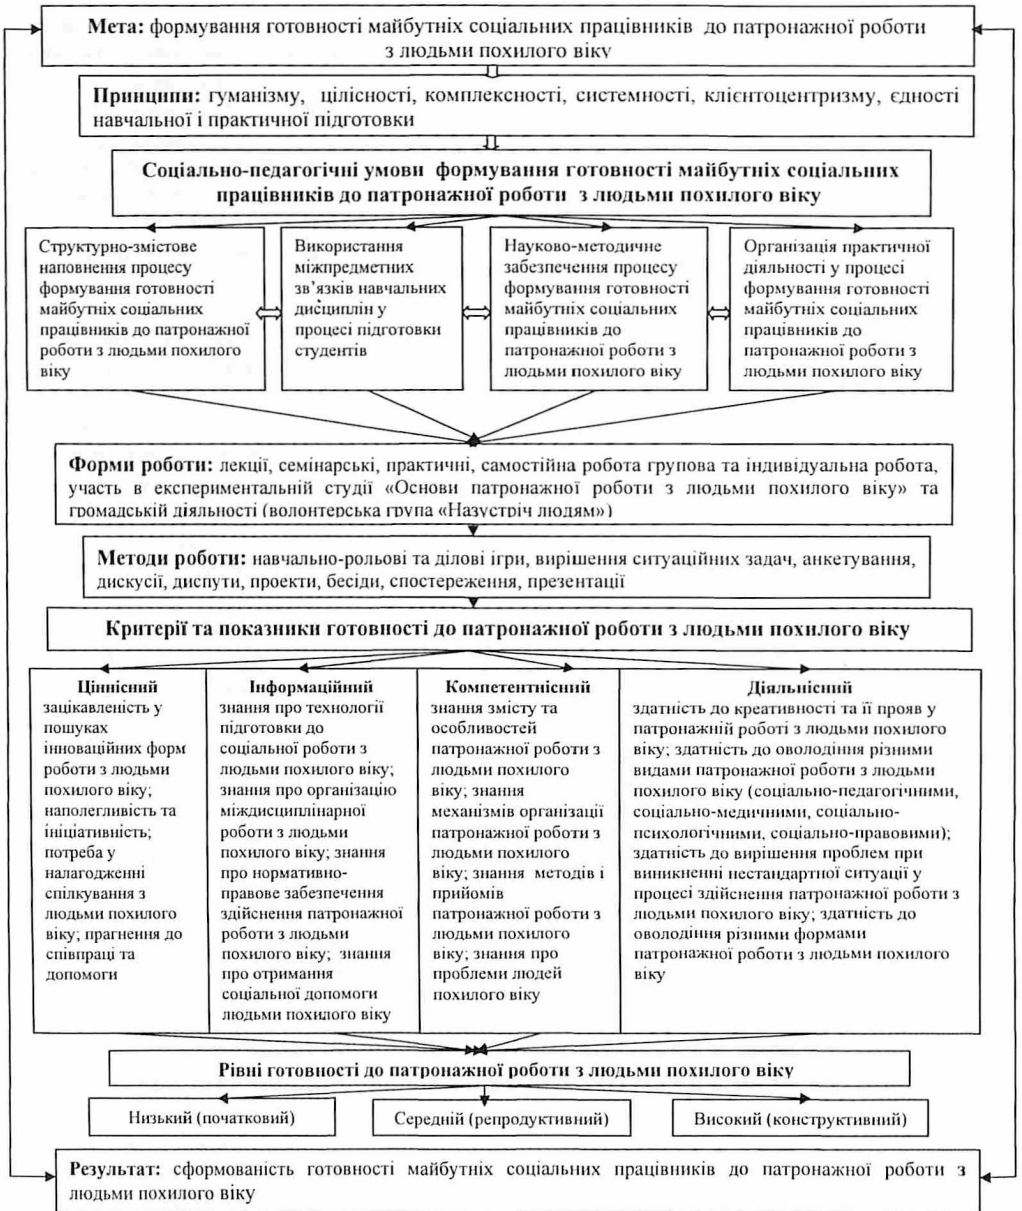 Мета: формування готовності майбутніх соціальних працівників до патронажної роботи
з людьми похилого віку
Принципи: гуманізму, цілісності, комплексності, системності, клієнтоцентризму, єдності
навчальної і практичної підготовки
Соціально-педагогічні умови формування готовності майбутніх соціальних
працівників до патронажної роботи з людьми похилого віку
Структурно-змістове
наповнення процесу
формування готовності
майбутніх соціальних
працівників до патронажної
роботи з людьми похилого
віку
Використання
міжпредметних
зв’язків навчальних
дисциплін у
процесі підготовки
студентів
Науково-методичне
забезпечення процесу
формування готовності
майбутніх соціальних
працівників до
патронажної роботи з
людьми похилого віку
Організація практичної
діяльності у процесі
формування готовності
майбутніх соціальних
працівників до
патронажної роботи з
людьми похилого віку
Форми роботи: лекції, семінарські, практичні, самостійна робота групова та індивідуальна робота,
участь в експериментальній студії «Основи патронажної роботи з людьми похилого віку» та
громадській діяльності (волонтерська група «Назустріч людям»)
Методи роботи: навчально-рольові та ділові ігри, вирішення ситуаційних задач, анкетування,
дискусії, диспути, проекти, бесіди, спостереження, презентації
Критерії та показники готовності до патронажної роботи з людьми похилого віку
Ціннісний
зацікавленість у
пошуках
інноваційних форм
роботи з людьми
похилого віку;
наполегливість та
ініціативність;
потреба у
налагодженні
спілкування з
людьми похилого
віку; прагнення до
співпраці та
допомоги
Інформаційний
знання про технології
підготовки до
соціальної роботи з
людьми похилого віку;
знання про організацію
міждисциплінарної
роботи з людьми
похилого віку; знання
про нормативно-
правове забезпечення
здійснення патронажної
роботи з людьми
похилого віку; знання
про отримання
соціальної допомоги
людьми похилого віку
Компетентнісний
знання змісту та
особливостей
патронажної роботи з
людьми похилого
віку; знання
механізмів організації
патронажної роботи з
людьми похилого
віку; знання методів і
прийомів
патронажної роботи з
людьми похилого
віку; знання про
проблеми людей
похилого віку
Діяльнісний
здатність до креативності та її прояв у
патронажній роботі з людьми похилого
віку; здатність до оволодіння різними
видами патронажної роботи з людьми
похилого віку (соціально-педагогічними,
соціально-медичними, соціально-
психологічними, соціально-правовими);
здатність до вирішення проблем при
виникненні нестандартної ситуації у
процесі здійснення патронажної роботи з
людьми похилого віку; здатність до
оволодіння різними формами
патронажної роботи з людьми похилого
віку
Рівні готовності до патронажної роботи з людьми похилого віку
Низький (початковий)
Середній (репродуктивний)
Високий (конструктивний)
Результат: сформованість готовності майбутніх соціальних працівників до патронажної роботи з
людьми похилого віку